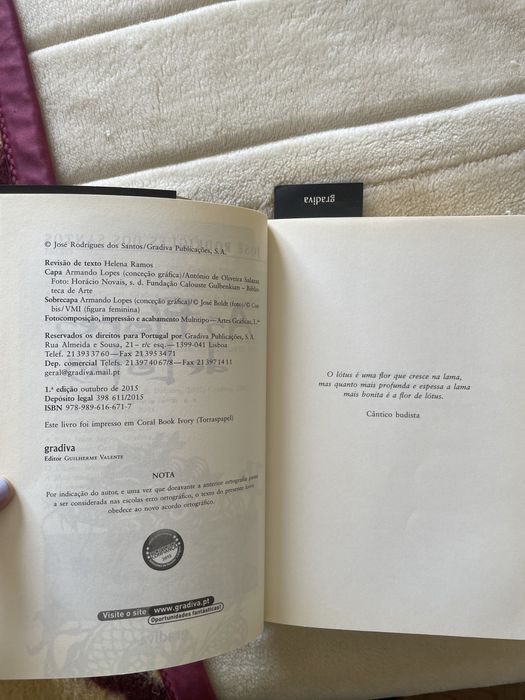 gradiva
© José Rodrigues dos Santos/Gradiva Publicações, S.A.
Revisão de texto Helena Ramos
Capa Armando Lopes (conceção gráfica)/António de Oliveira Salazar
Foto: Horácio Novais, s. d. Fundação Calouste Gulbenkian – Biblio-
teca de Arte
Sobrecapa Armando Lopes (conceção gráfica)/© José Boldt (foto)/© Co-
bis/VMI (figura feminina)
Fotocomposição, impressão e acabamento Multitipo—Artes Gráficas, L.da
Reservados os direitos para Portugal por Gradiva Publicações, S.A.
Rua Almeida e Sousa, 21 – r/c esq.—1399-041 Lisboa
Telef. 21 393 37 60—Fax 21 395 34 71
Dep. comercial Telefs. 21 397 40 67/8—Fax 21 397 14 11
geral@gradiva.mail.pt
1.ª edição outubro de 2015
Depósito legal 398 611/2015
ISBN 978-989-616-671-7
Este livro foi impresso em Coral Book Ivory (Torraspapel)
gradiva
Editor GUILHERME VALENTE
NOTA
Por indicação do autor, e uma vez que doravante a anterior ortografia passa
a ser considerada nas escolas erro ortográfico, o texto do presente livro
obedece ao novo acordo ortográfico.
Visite o site www.gradiva.pt
Oportunidades fantásticas!
O lótus é uma flor que cresce na lama,
mas quanto mais profunda e espessa a lama
mais bonita é a flor de lótus.
Cântico budista